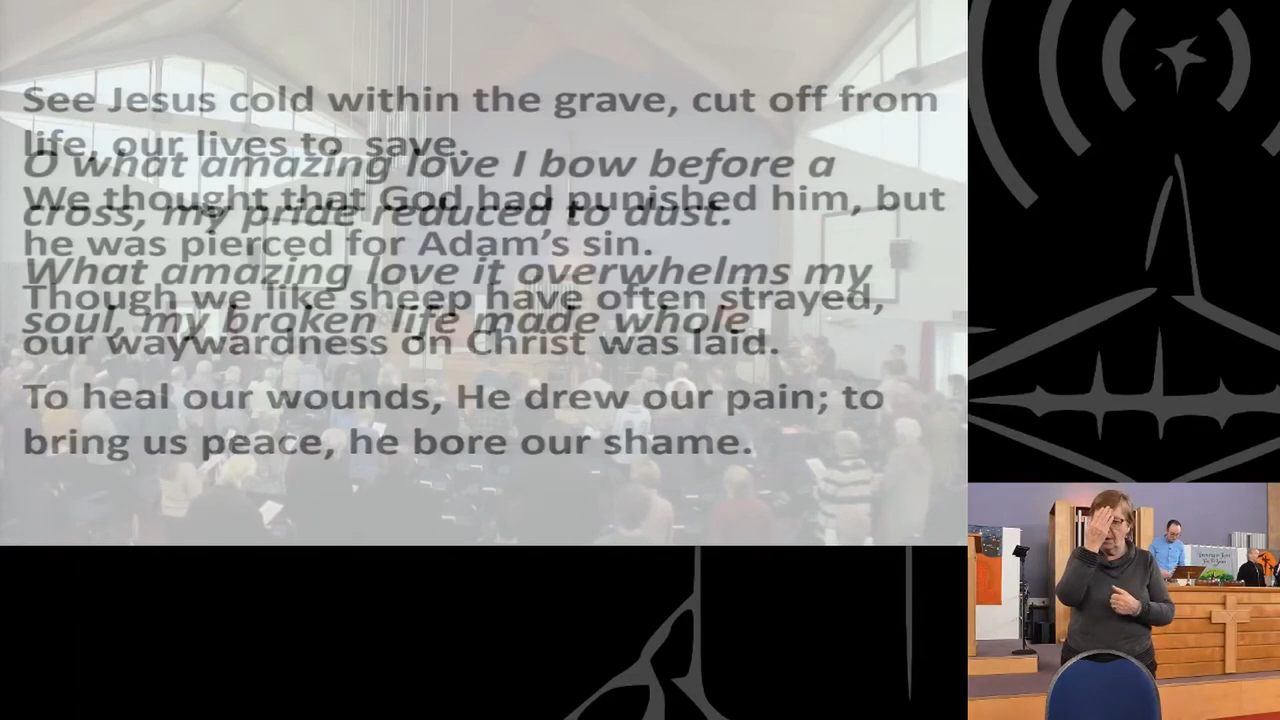 See Jesus cold within the grave, cut off from
life, our lives to save.
We thought that God had punished him, but
he was pierced for Adam's sin.
Though we like sheep have often strayed,
our waywardness on Christ was laid.
To heal our wounds, He drew our pain; to
bring us peace, he bore our shame.
O what amazing love I bow before a
cross, my pride reduced to dust.
What amazing love it overwhelms my
soul, my broken life made whole